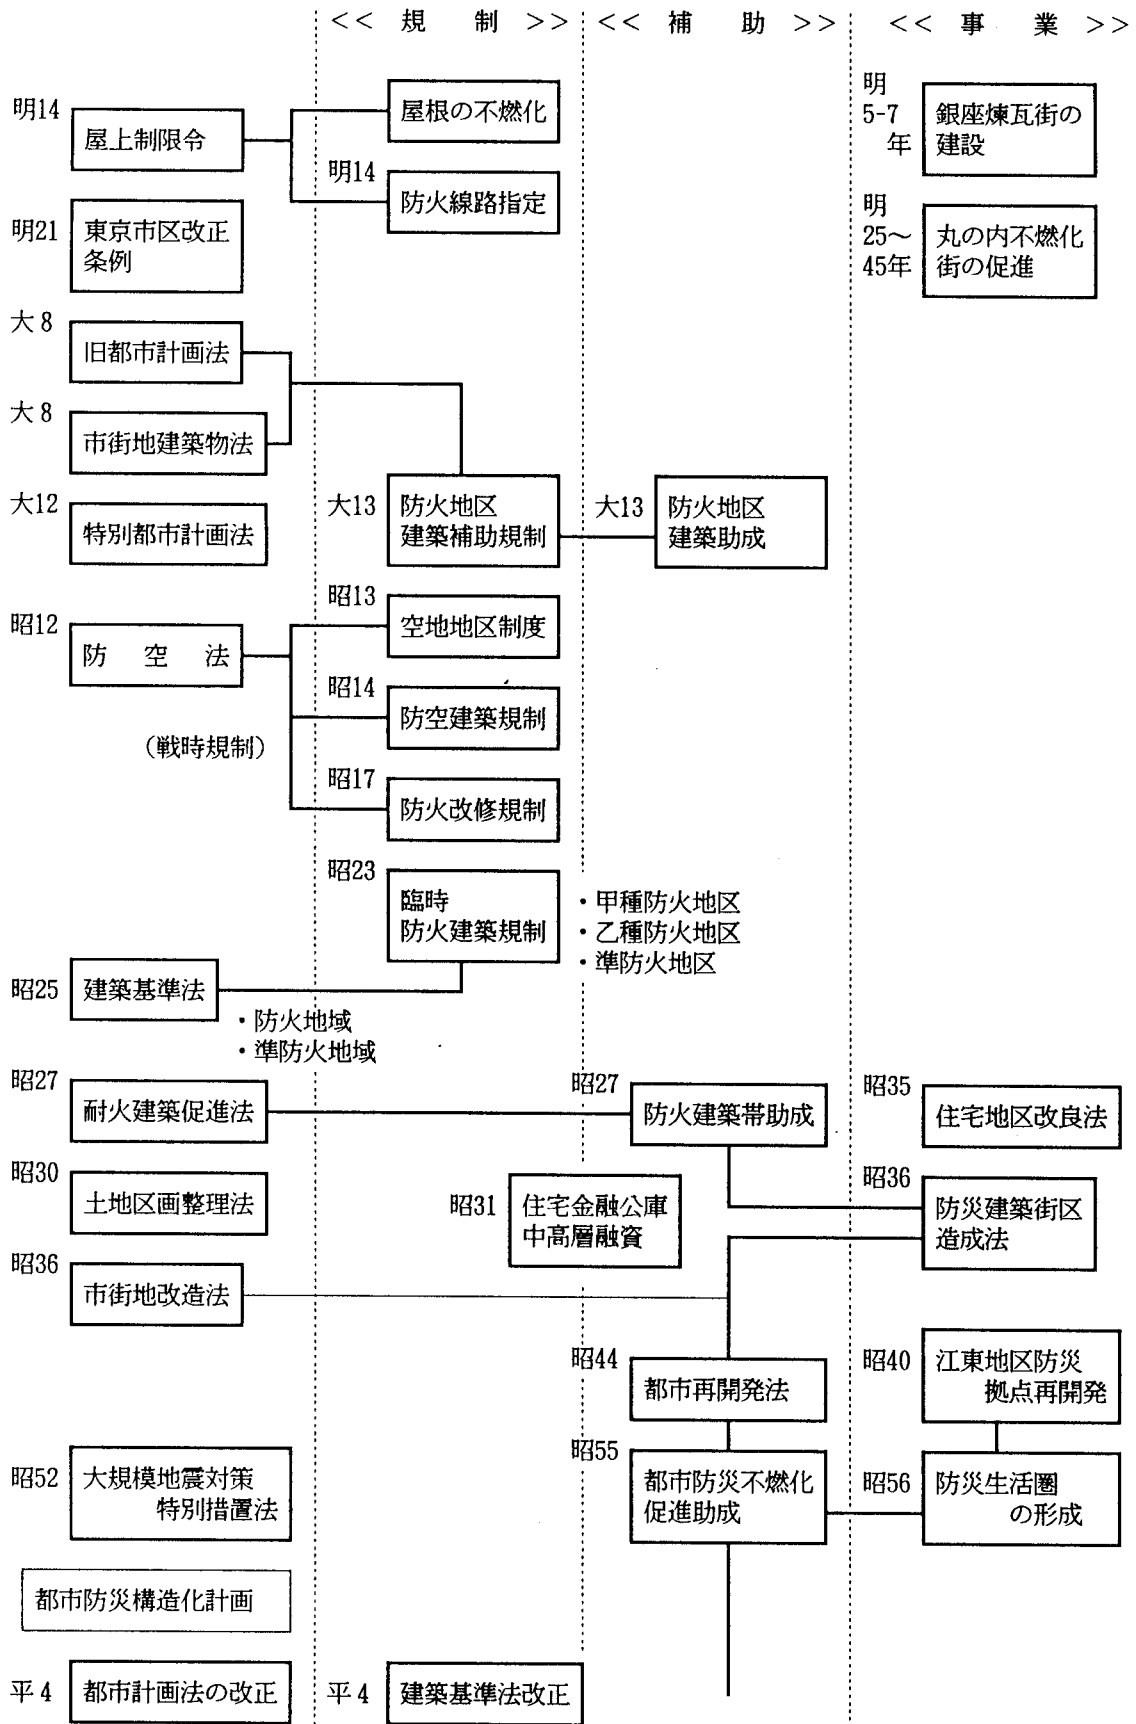 << 規　制 >>　<< 補　助 >>　<< 事　業 >>
明14
屋上制限令
屋根の不燃化
明14
防火線路指定
明
5-7
年
銀座煉瓦街の
建設
明21
東京市区改正
条例
明
25〜
45年
丸の内不燃化
街の促進
大8
旧都市計画法
大8
市街地建築物法
大12
特別都市計画法
大13
防火地区
建築補助規制
大13
防火地区
建築助成
昭12
防　空　法
(戦時規制)
昭13
空地地区制度
昭14
防空建築規制
昭17
防火改修規制
昭23
臨時
防火建築規制
・甲種防火地区
・乙種防火地区
・準防火地区
昭25
建築基準法
・防火地域
・準防火地域
昭27
耐火建築促進法
昭27
防火建築帯助成
昭35
住宅地区改良法
昭30
土地区画整理法
昭31
住宅金融公庫
中高層融資
昭36
防災建築街区
造成法
昭36
市街地改造法
昭44
都市再開発法
昭40
江東地区防災
拠点再開発
昭52
大規模地震対策
特別措置法
昭55
都市防災不燃化
促進助成
昭56
防災生活圏
の形成
都市防災構造化計画
平4
都市計画法の改正
平4
建築基準法改正